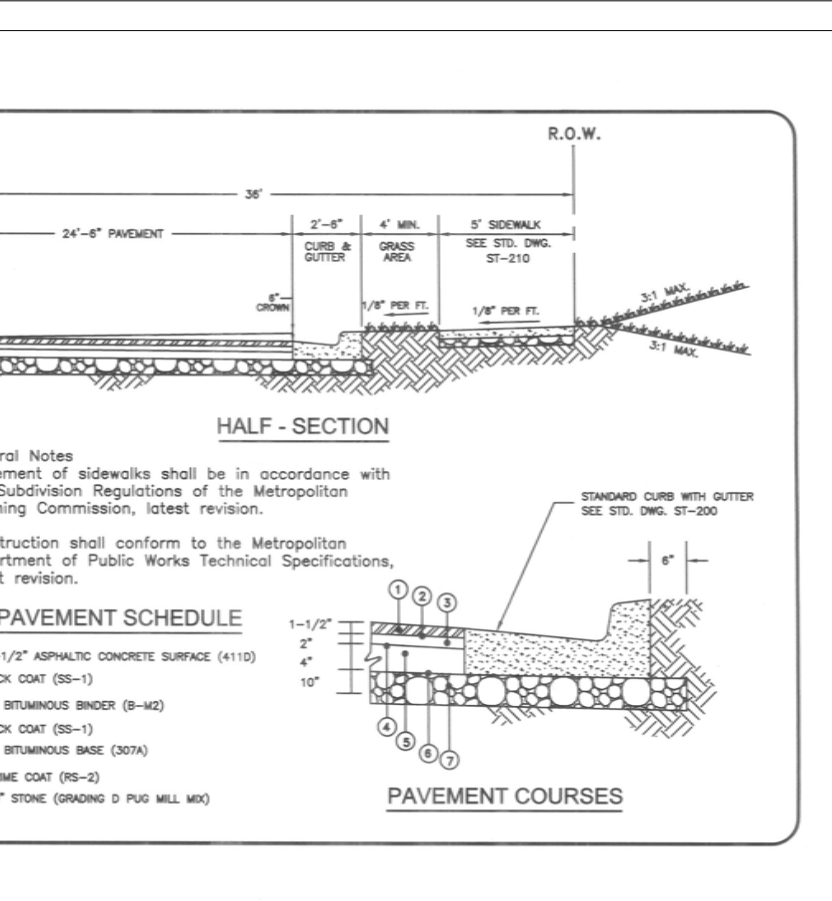 R.O.W.
36'
24'-6" PAVEMENT
2'-6"
CURB &
GUTTER
4' MIN.
GRASS
AREA
5' SIDEWALK
SEE STD. DWG.
ST-210
6"
CROWN
1/8" PER FT.
1/8" PER FT.
3:1 MAX.
3:1 MAX.
HALF - SECTION
ral Notes
ement of sidewalks shall be in accordance with
Subdivision Regulations of the Metropolitan
ning Commission, latest revision.
truction shall conform to the Metropolitan
rtment of Public Works Technical Specifications,
t revision.
PAVEMENT SCHEDULE
-1/2" ASPHALTIC CONCRETE SURFACE (411D)
CK COAT (SS-1)
BITUMINOUS BINDER (B-M2)
CK COAT (SS-1)
BITUMINOUS BASE (307A)
IME COAT (RS-2)
" STONE (GRADING D PUG MILL MIX)
STANDARD CURB WITH GUTTER
SEE STD. DWG. ST-200
6"
1 2 3
1-1/2"
2"
4"
10"
4 5 6 7
PAVEMENT COURSES